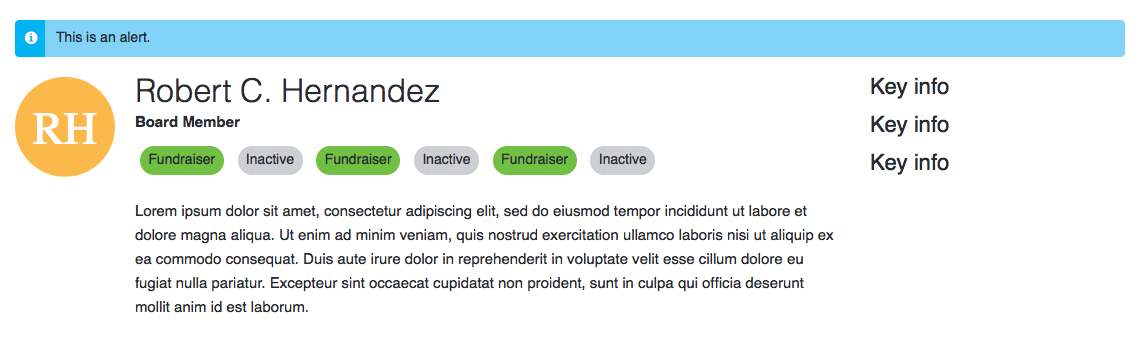 This is an alert.
RH
Robert C. Hernandez
Board Member
Fundraiser Inactive Fundraiser Inactive Fundraiser Inactive
Lorem ipsum dolor sit amet, consectetur adipiscing elit, sed do eiusmod tempor incididunt ut labore et
dolore magna aliqua. Ut enim ad minim veniam, quis nostrud exercitation ullamco laboris nisi ut aliquip ex
ea commodo consequat. Duis aute irure dolor in reprehenderit in voluptate velit esse cillum dolore eu
fugiat nulla pariatur. Excepteur sint occaecat cupidatat non proident, sunt in culpa qui officia deserunt
mollit anim id est laborum.
Key info
Key info
Key info